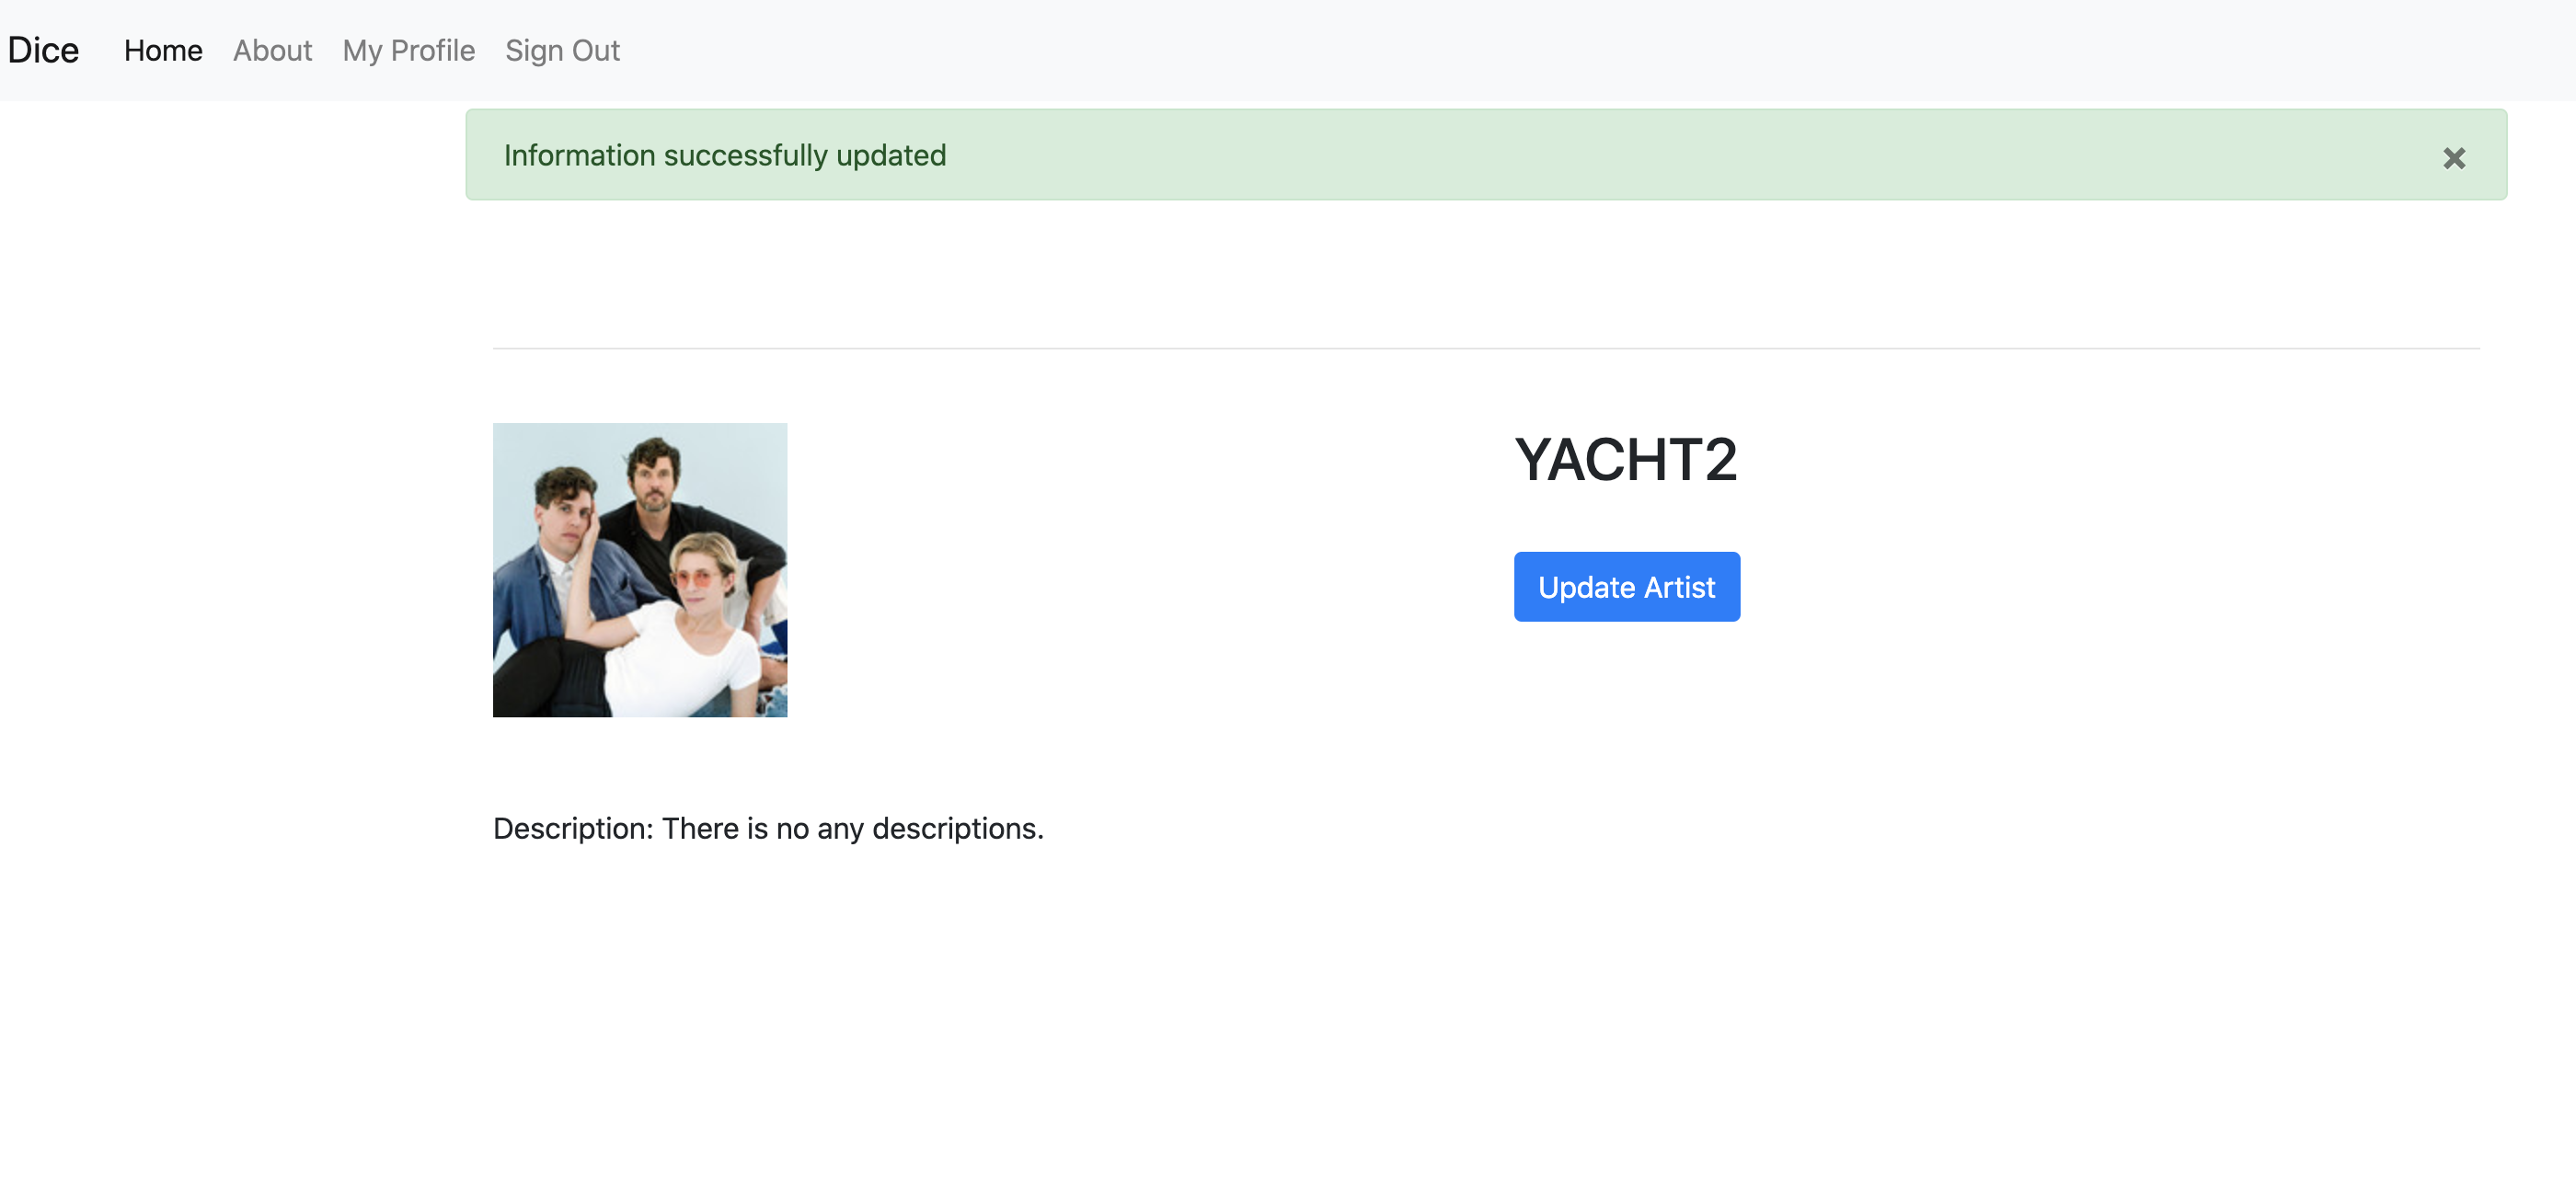 Dice Home About My Profile Sign Out
Information successfully updated ×
YACHT2
Update Artist
Description: There is no any descriptions.